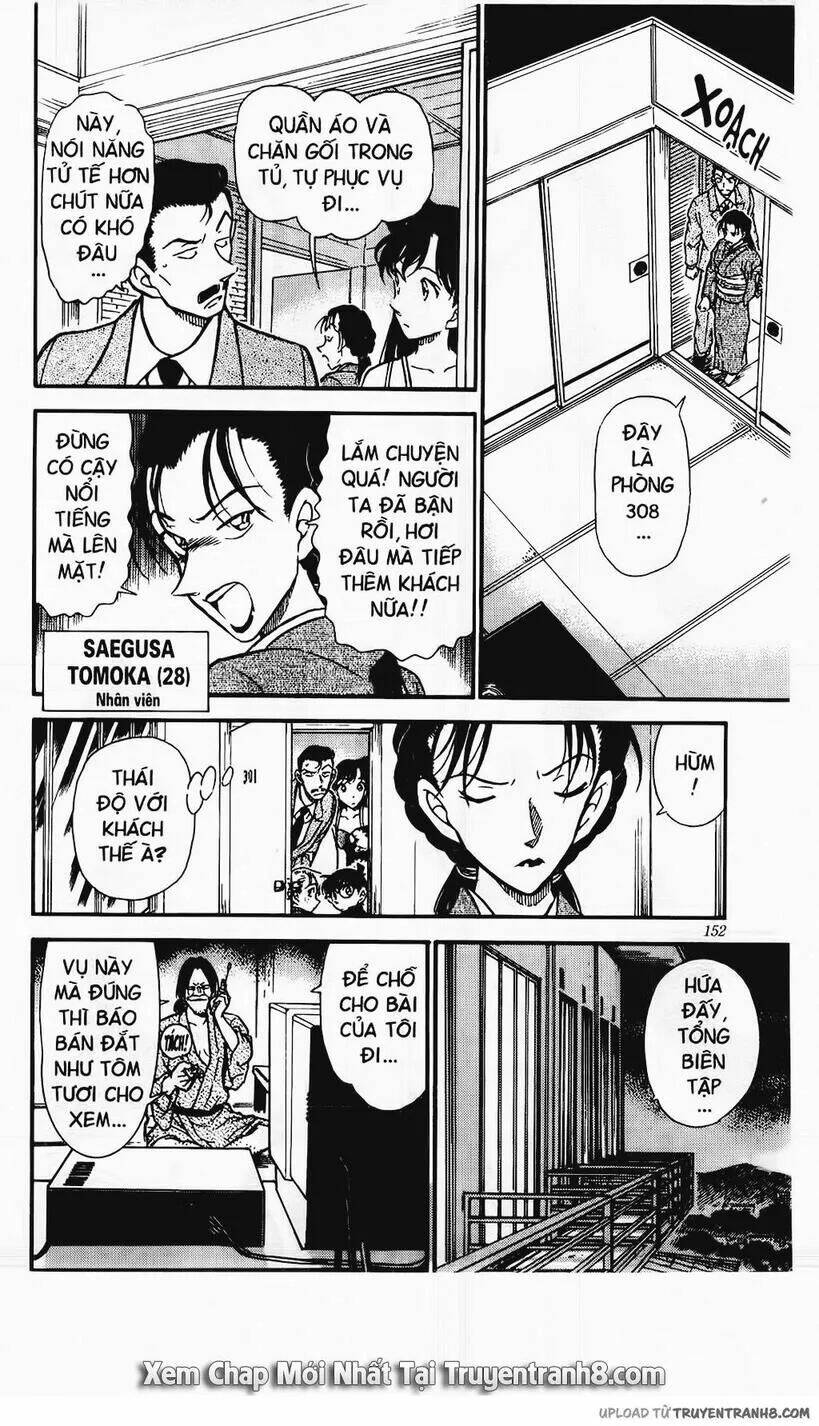 XOẠCH
ĐÂY
LÀ
PHÒNG
308
...
QUẦN ÁO VÀ
CHĂN GỐI TRONG
TỦ, TỰ PHỤC VỤ
ĐI...
NÀY,
NÓI NĂNG
TỬ TẾ HƠN
CHÚT NỮA
CÓ KHÓ
ĐÂU
...
LẮM CHUYỆN
QUÁ! NGƯỜI
TA ĐÃ BẬN
RỒI, HƠI
ĐÂU MÀ TIẾP
THÊM KHÁCH
NỮA!!
ĐỪNG
CÓ CẬY
NỔI
TIẾNG
MÀ LÊN
MẶT!
SAEGUSA
TOMOKA (28)
Nhân viên
HỪM
!
301
THÁI
ĐỘ VỚI
KHÁCH
THẾ À?
152
HỨA
ĐẤY,
TỔNG
BIÊN
TẬP
...
ĐỂ CHỖ
CHO BÀI
CỦA TÔI
ĐI...
TÁCH!
VỤ NÀY
MÀ ĐÚNG
THÌ BÁO
BÁN ĐẮT
NHƯ TÔM
TƯƠI CHO
XEM...
Xem Chap Mới Nhất Tại Truyentranh8.com
UPLOAD TỪ TRUYENTRANH8.COM